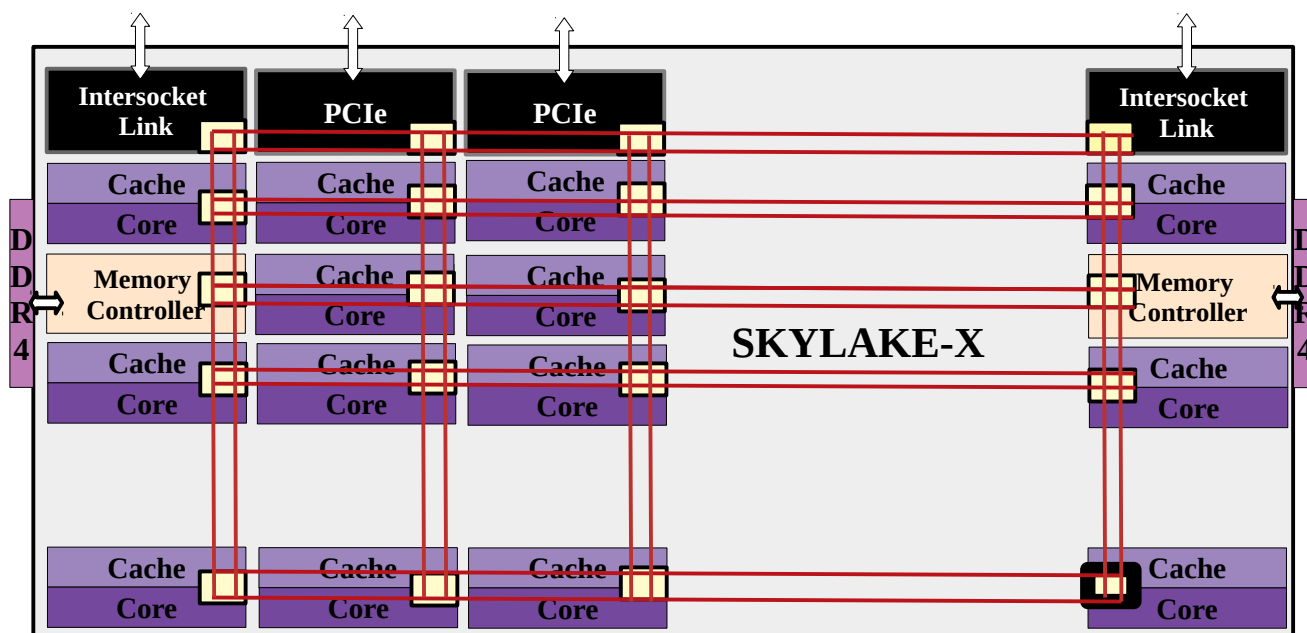 Intersocket
Link
PCIe
PCIe
Intersocket
Link
Cache
Core
Cache
Core
Cache
Core
Cache
Core
D
D
R
4
Memory
Controller
Cache
Core
Cache
Core
SKYLAKE-X
Memory
Controller
D
D
R
4
Cache
Core
Cache
Core
Cache
Core
Cache
Core
Cache
Core
Cache
Core
Cache
Core
Cache
Core